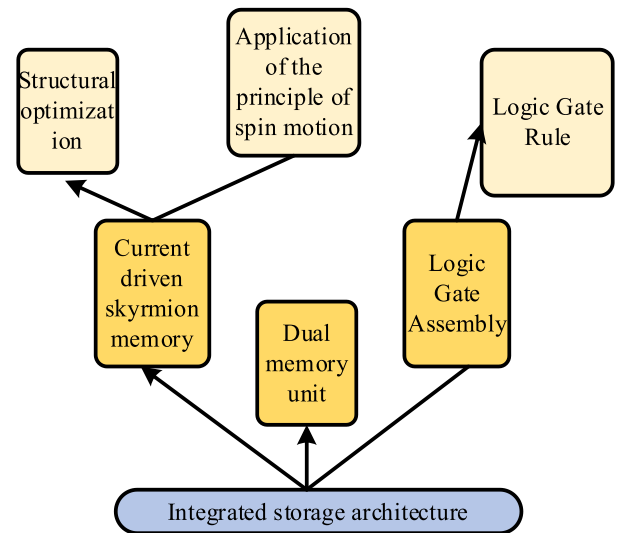 Structural
optimizat
ion
Application
of the
principle of
spin motion
Logic Gate
Rule
Current
driven
skyrmion
memory
Dual
memory
unit
Logic
Gate
Assembly
Integrated storage architecture